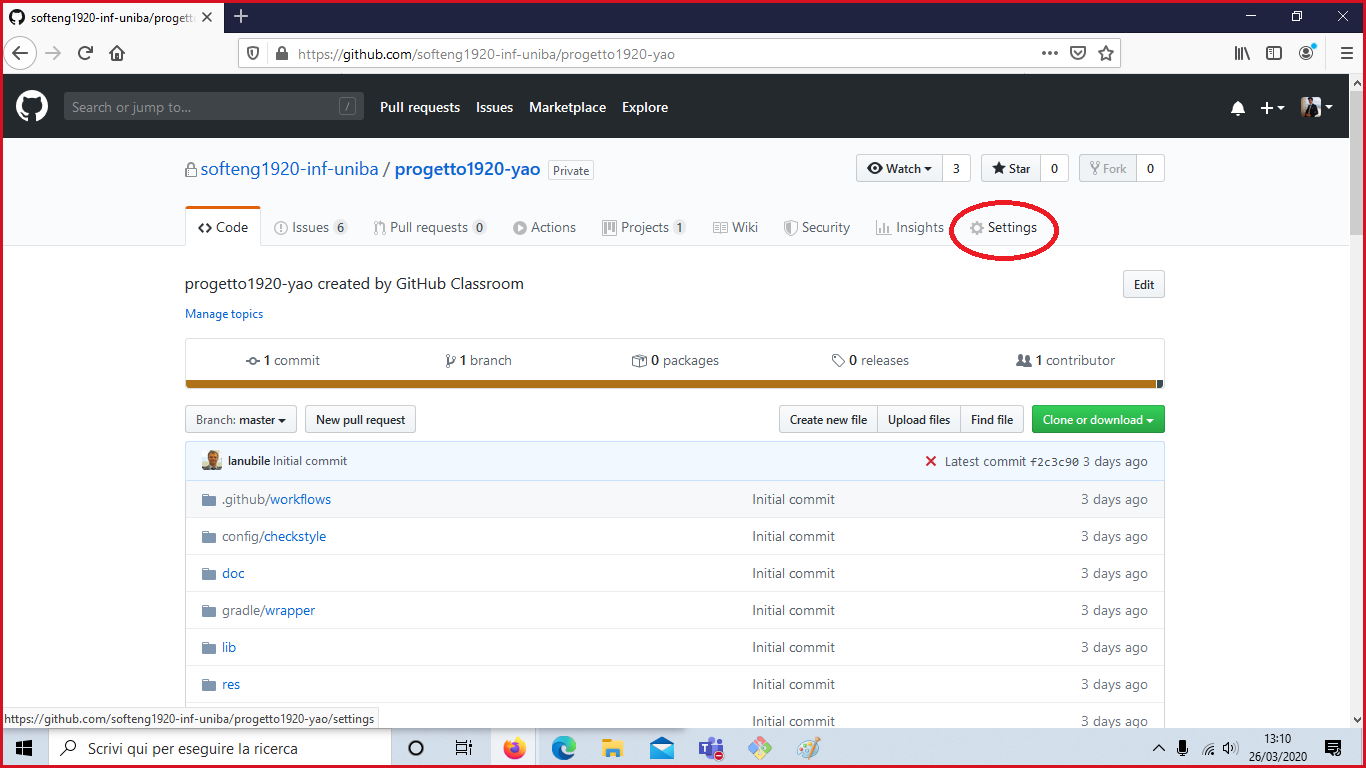 softeng1920-inf-uniba/progett
https://github.com/softeng1920-inf-uniba/progetto1920-yao
Search or jump to... / Pull requests Issues Marketplace Explore
softeng1920-inf-uniba / progetto1920-yao Private Watch 3 Star 0 Fork 0
Code Issues 6 Pull requests 0 Actions Projects 1 Wiki Security Insights Settings
progetto1920-yao created by GitHub Classroom Edit
Manage topics
1 commit 1 branch 0 packages 0 releases 1 contributor
Branch: master New pull request Create new file Upload files Find file Clone or download
lanubile Initial commit Latest commit f2c3c90 3 days ago
.github/workflows Initial commit 3 days ago
config/checkstyle Initial commit 3 days ago
doc Initial commit 3 days ago
gradle/wrapper Initial commit 3 days ago
lib Initial commit 3 days ago
res Initial commit 3 days ago
Initial commit 3 days ago
https://github.com/softeng1920-inf-uniba/progetto1920-yao/settings
Scrivi qui per eseguire la ricerca
13:10
26/03/2020